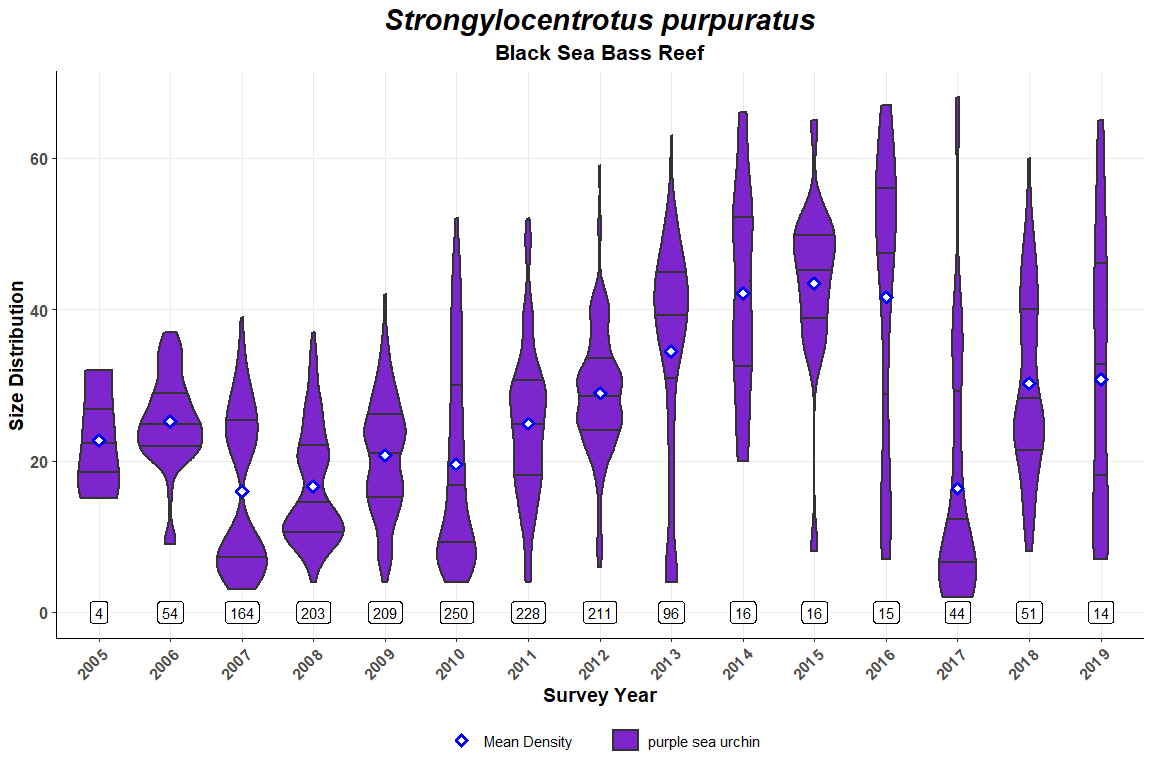 Strongylocentrotus purpuratus
Black Sea Bass Reef
Size Distribution
60
40
20
0
4 54 164 203 209 250 228 211 96 16 16 15 44 51 14
2005 2006 2007 2008 2009 2010 2011 2012 2013 2014 2015 2016 2017 2018 2019
Survey Year
Mean Density purple sea urchin